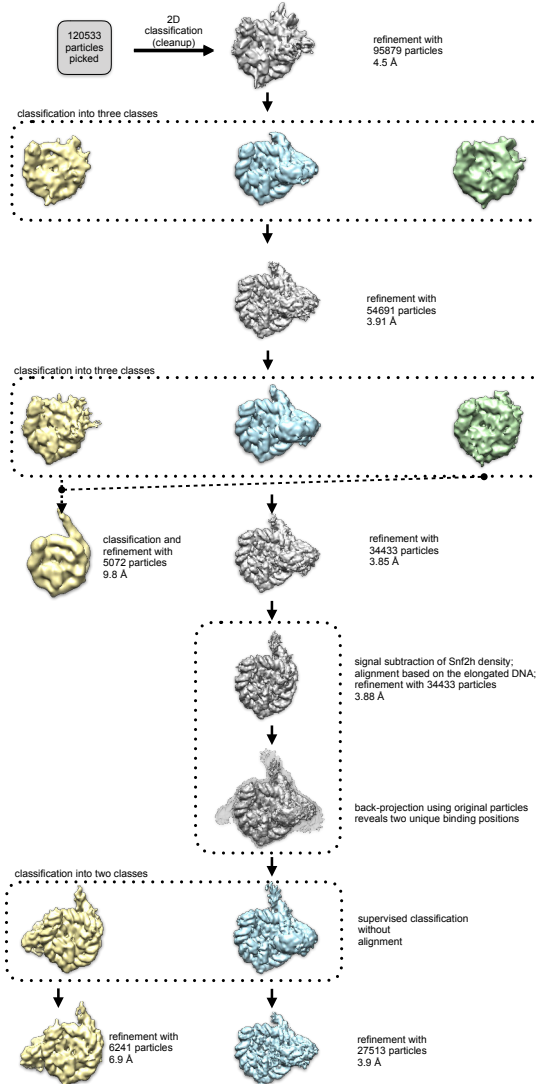 120533
particles
picked
2D
classification
(cleanup)
refinement with
95879 particles
4.5 Å
classification into three classes
refinement with
54691 particles
3.91 Å
classification into three classes
classification and
refinement with
5072 particles
9.8 Å
refinement with
34433 particles
3.85 Å
signal subtraction of Snf2h density;
alignment based on the elongated DNA;
refinement with 34433 particles
3.88 Å
back-projection using original particles
reveals two unique binding positions
classification into two classes
supervised classification
without
alignment
refinement with
6241 particles
6.9 Å
refinement with
27513 particles
3.9 Å